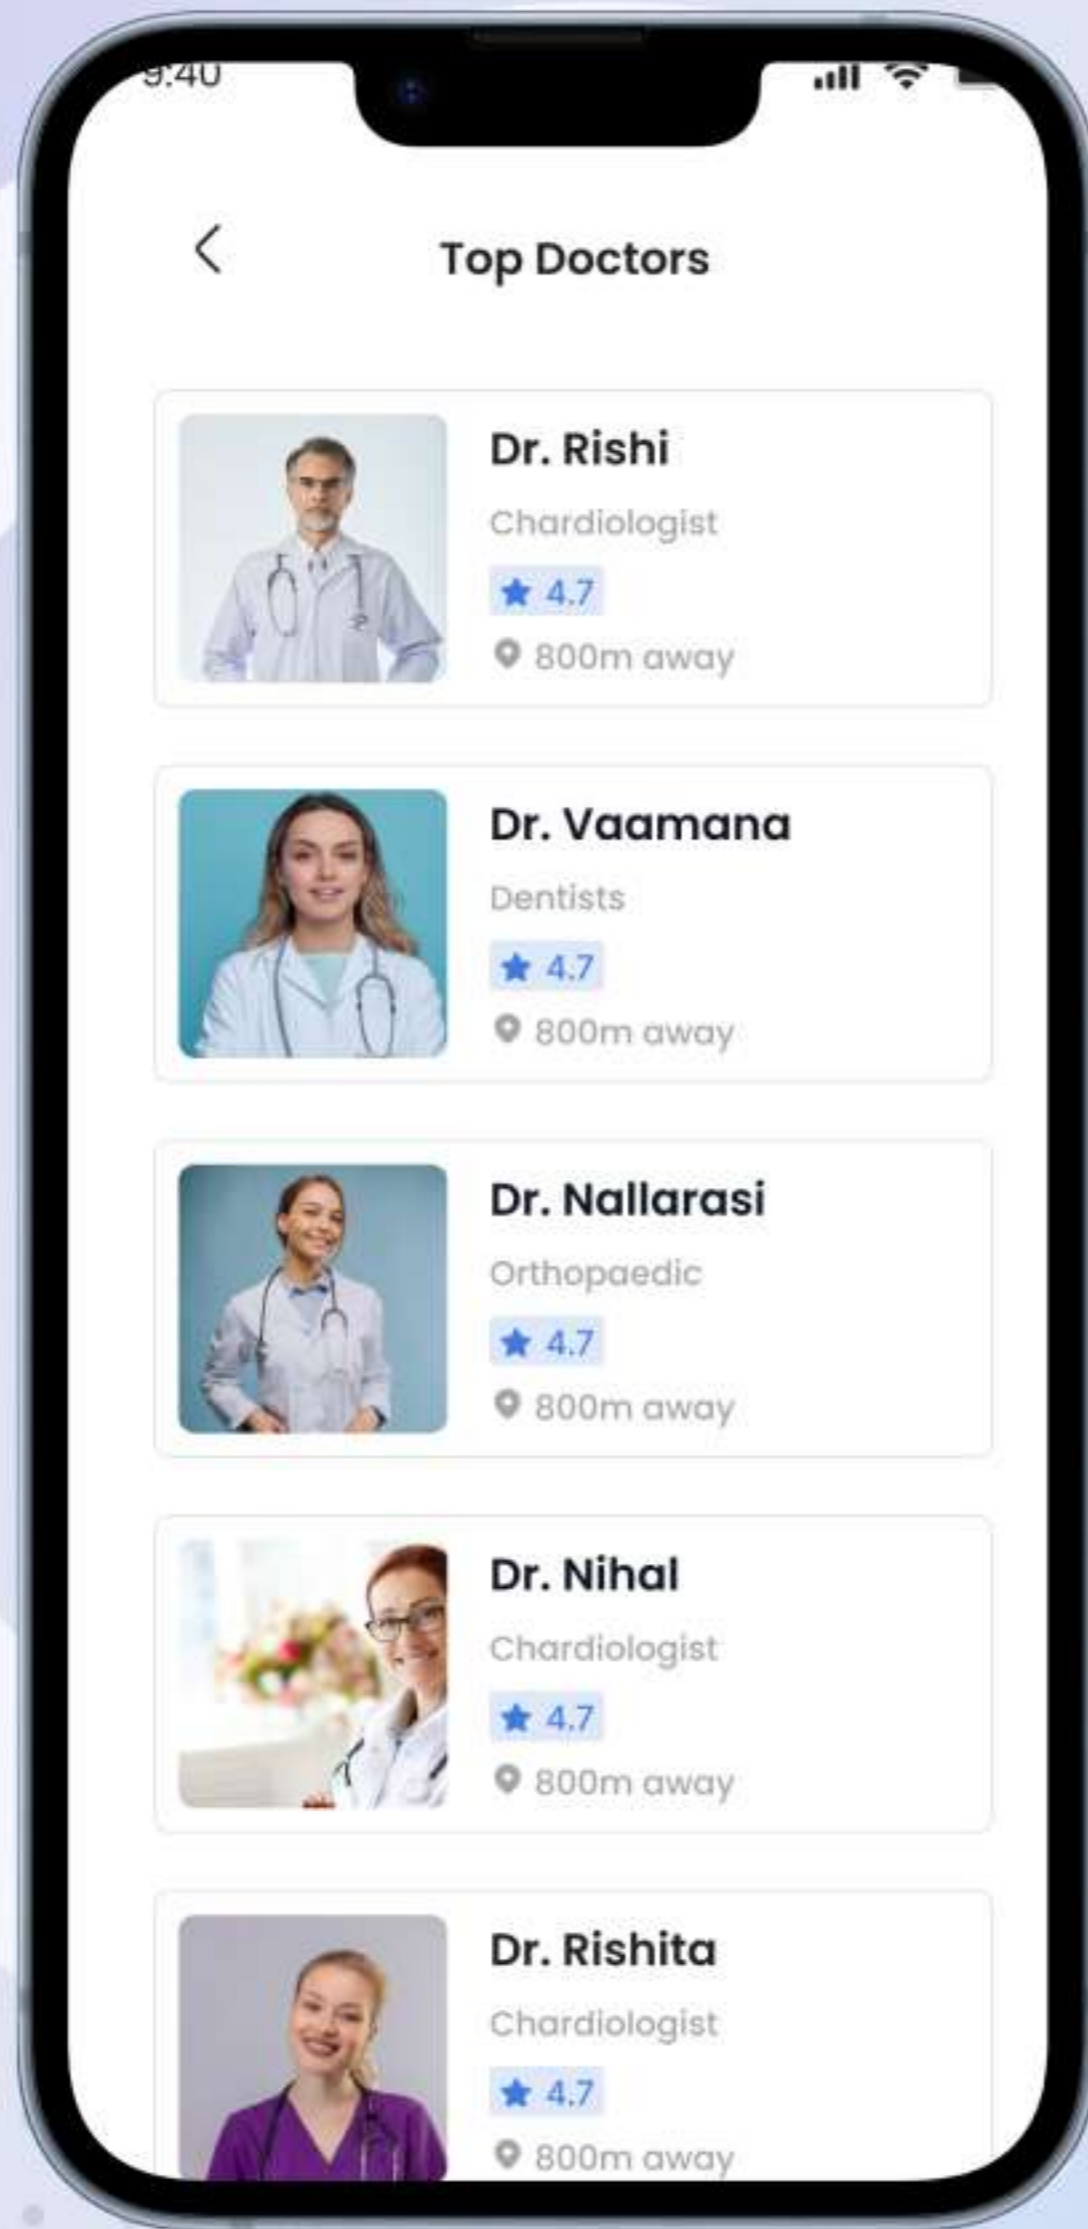 9:40
Top Doctors
Dr. Rishi
Chardiologist
4.7
800m away
Dr. Vaamana
Dentists
4.7
800m away
Dr. Nallarasi
Orthopaedic
4.7
800m away
Dr. Nihal
Chardiologist
4.7
800m away
Dr. Rishita
Chardiologist
4.7
800m away